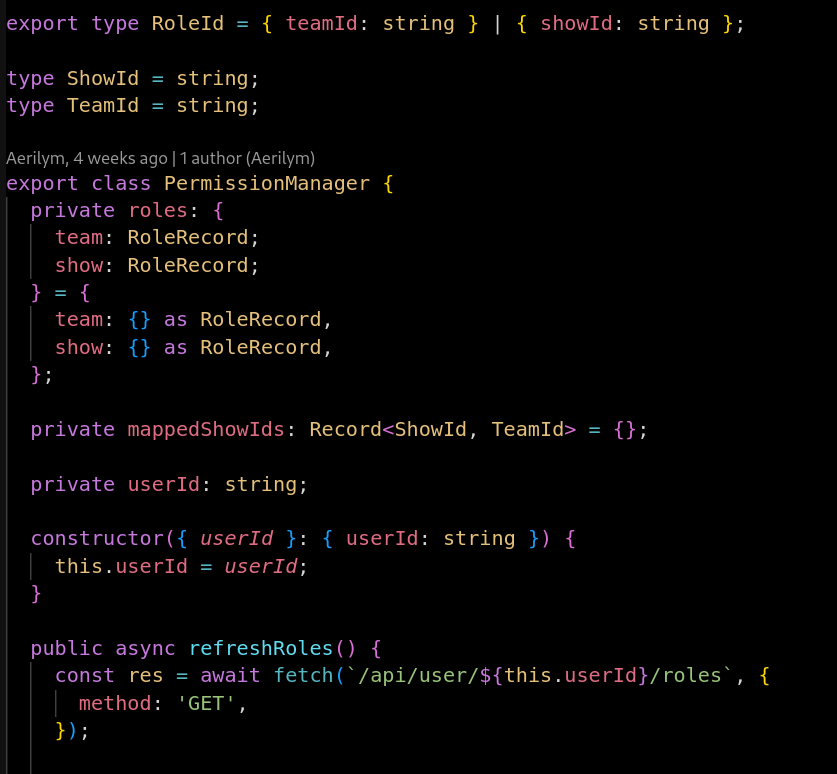 export type RoleId = { teamId: string } | { showId: string };
type ShowId = string;
type TeamId = string;
Aerilym, 4 weeks ago | 1 author (Aerilym)
export class PermissionManager {
  private roles: {
    team: RoleRecord;
    show: RoleRecord;
  } = {
    team: {} as RoleRecord,
    show: {} as RoleRecord,
  };
  private mappedShowIds: Record<ShowId, TeamId> = {};
  private userId: string;
  constructor({ userId }: { userId: string }) {
    this.userId = userId;
  }
  public async refreshRoles() {
    const res = await fetch(`/api/user/${this.userId}/roles`, {
      method: 'GET',
    });